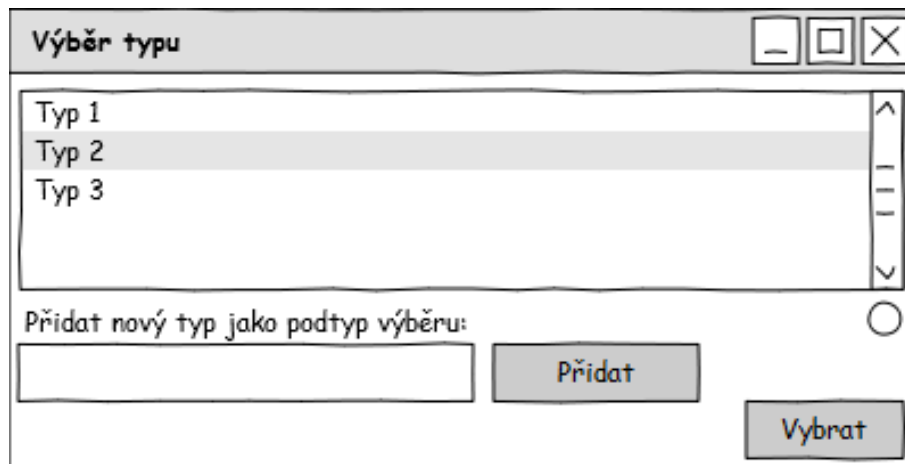 Výběr typu
Typ 1
Typ 2
Typ 3
Přidat nový typ jako podtyp výběru:
Přidat
Vybrat